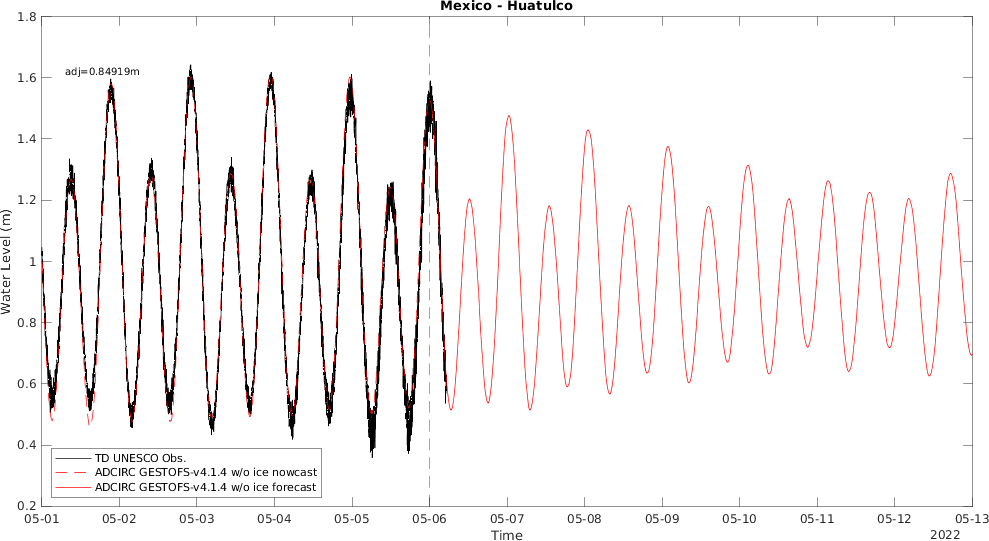 Mexico - Huatulco
adj=0.84919m
1.8
1.6
1.4
1.2
1
0.8
0.6
0.4
0.2
Water Level (m)
TD UNESCO Obs.
ADCIRC GESTOFS-v4.1.4 w/o ice nowcast
ADCIRC GESTOFS-v4.1.4 w/o ice forecast
05-01 05-02 05-03 05-04 05-05 05-06 05-07 05-08 05-09 05-10 05-11 05-12 05-13
Time
2022